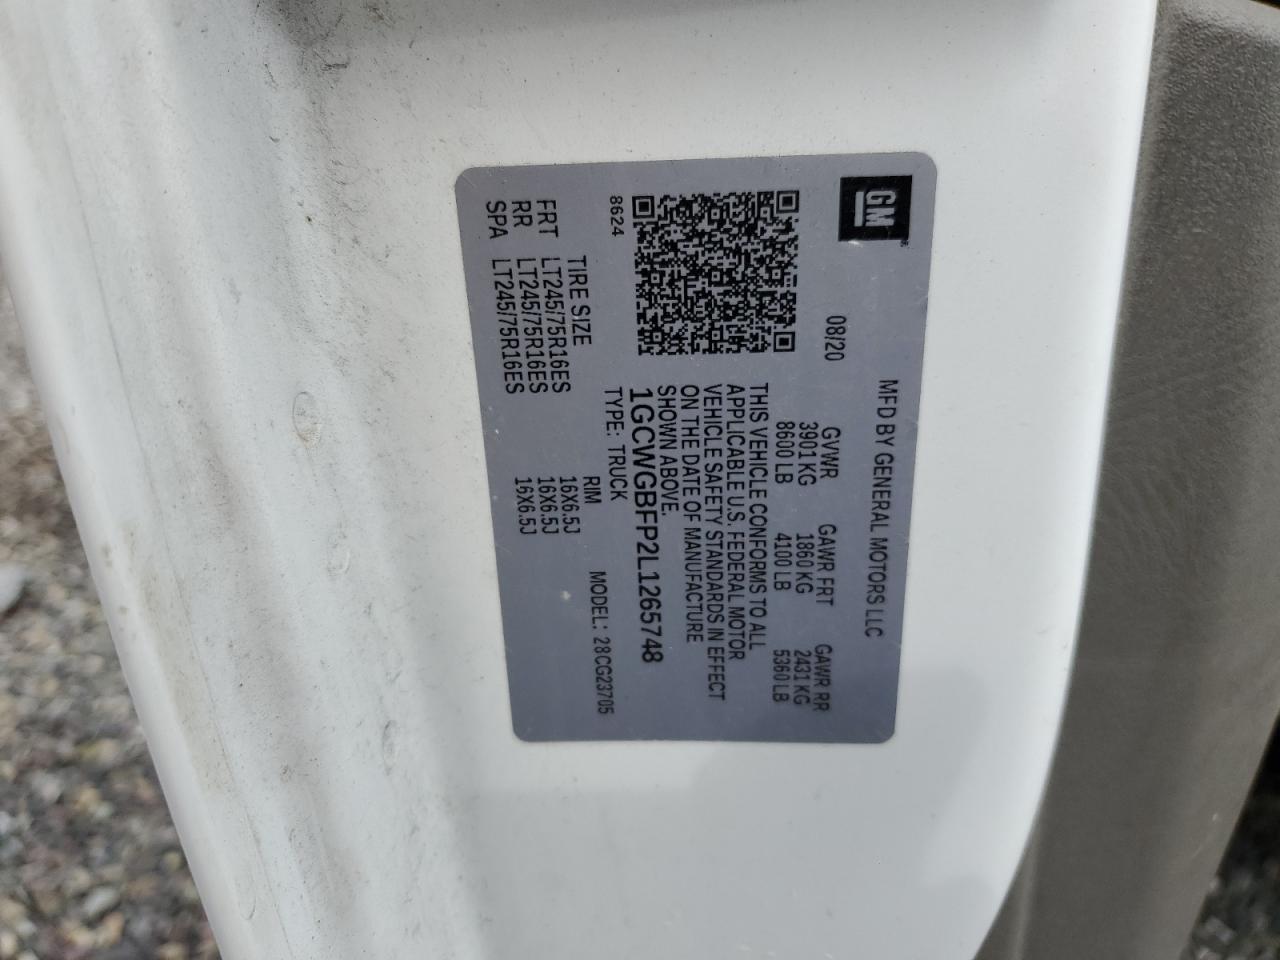 GM
MFD BY GENERAL MOTORS LLC
08/20
GVWR GAWR FRT GAWR RR
3901 KG 1860 KG 2431 KG
8600 LB 4100 LB 5360 LB
THIS VEHICLE CONFORMS TO ALL
APPLICABLE U.S. FEDERAL MOTOR
VEHICLE SAFETY STANDARDS IN EFFECT
ON THE DATE OF MANUFACTURE
SHOWN ABOVE.
1GCWGBFP2L1265748
8624
TYPE: TRUCK
MODEL: 28CG23705
TIRE SIZE RIM
FRT LT245/75R16ES 16X6.5J
RR LT245/75R16ES 16X6.5J
SPA LT245/75R16ES 16X6.5J